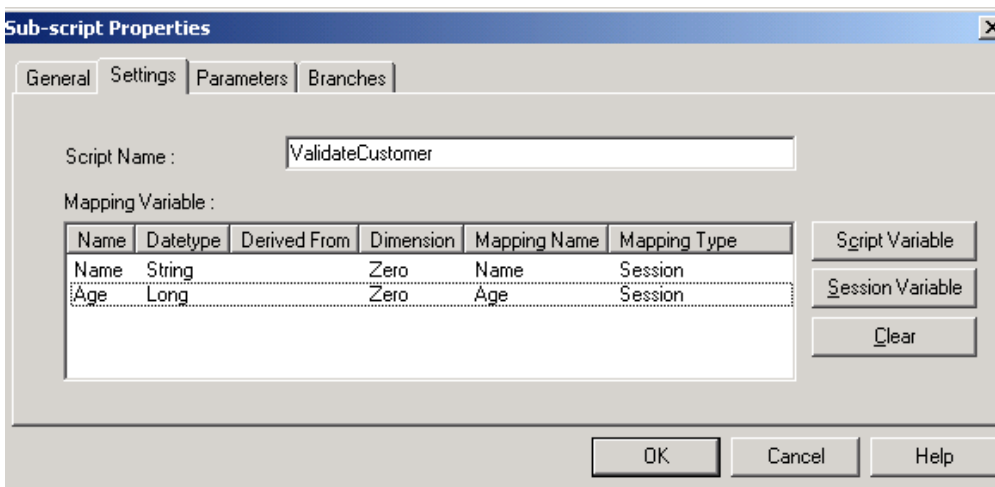 Sub-script Properties
General Settings Parameters Branches
Script Name : ValidateCustomer
Mapping Variable :
Name Datetype Derived From Dimension Mapping Name Mapping Type
Name String Zero Name Session
Age Long Zero Age Session
Script Variable
Session Variable
Clear
OK Cancel Help